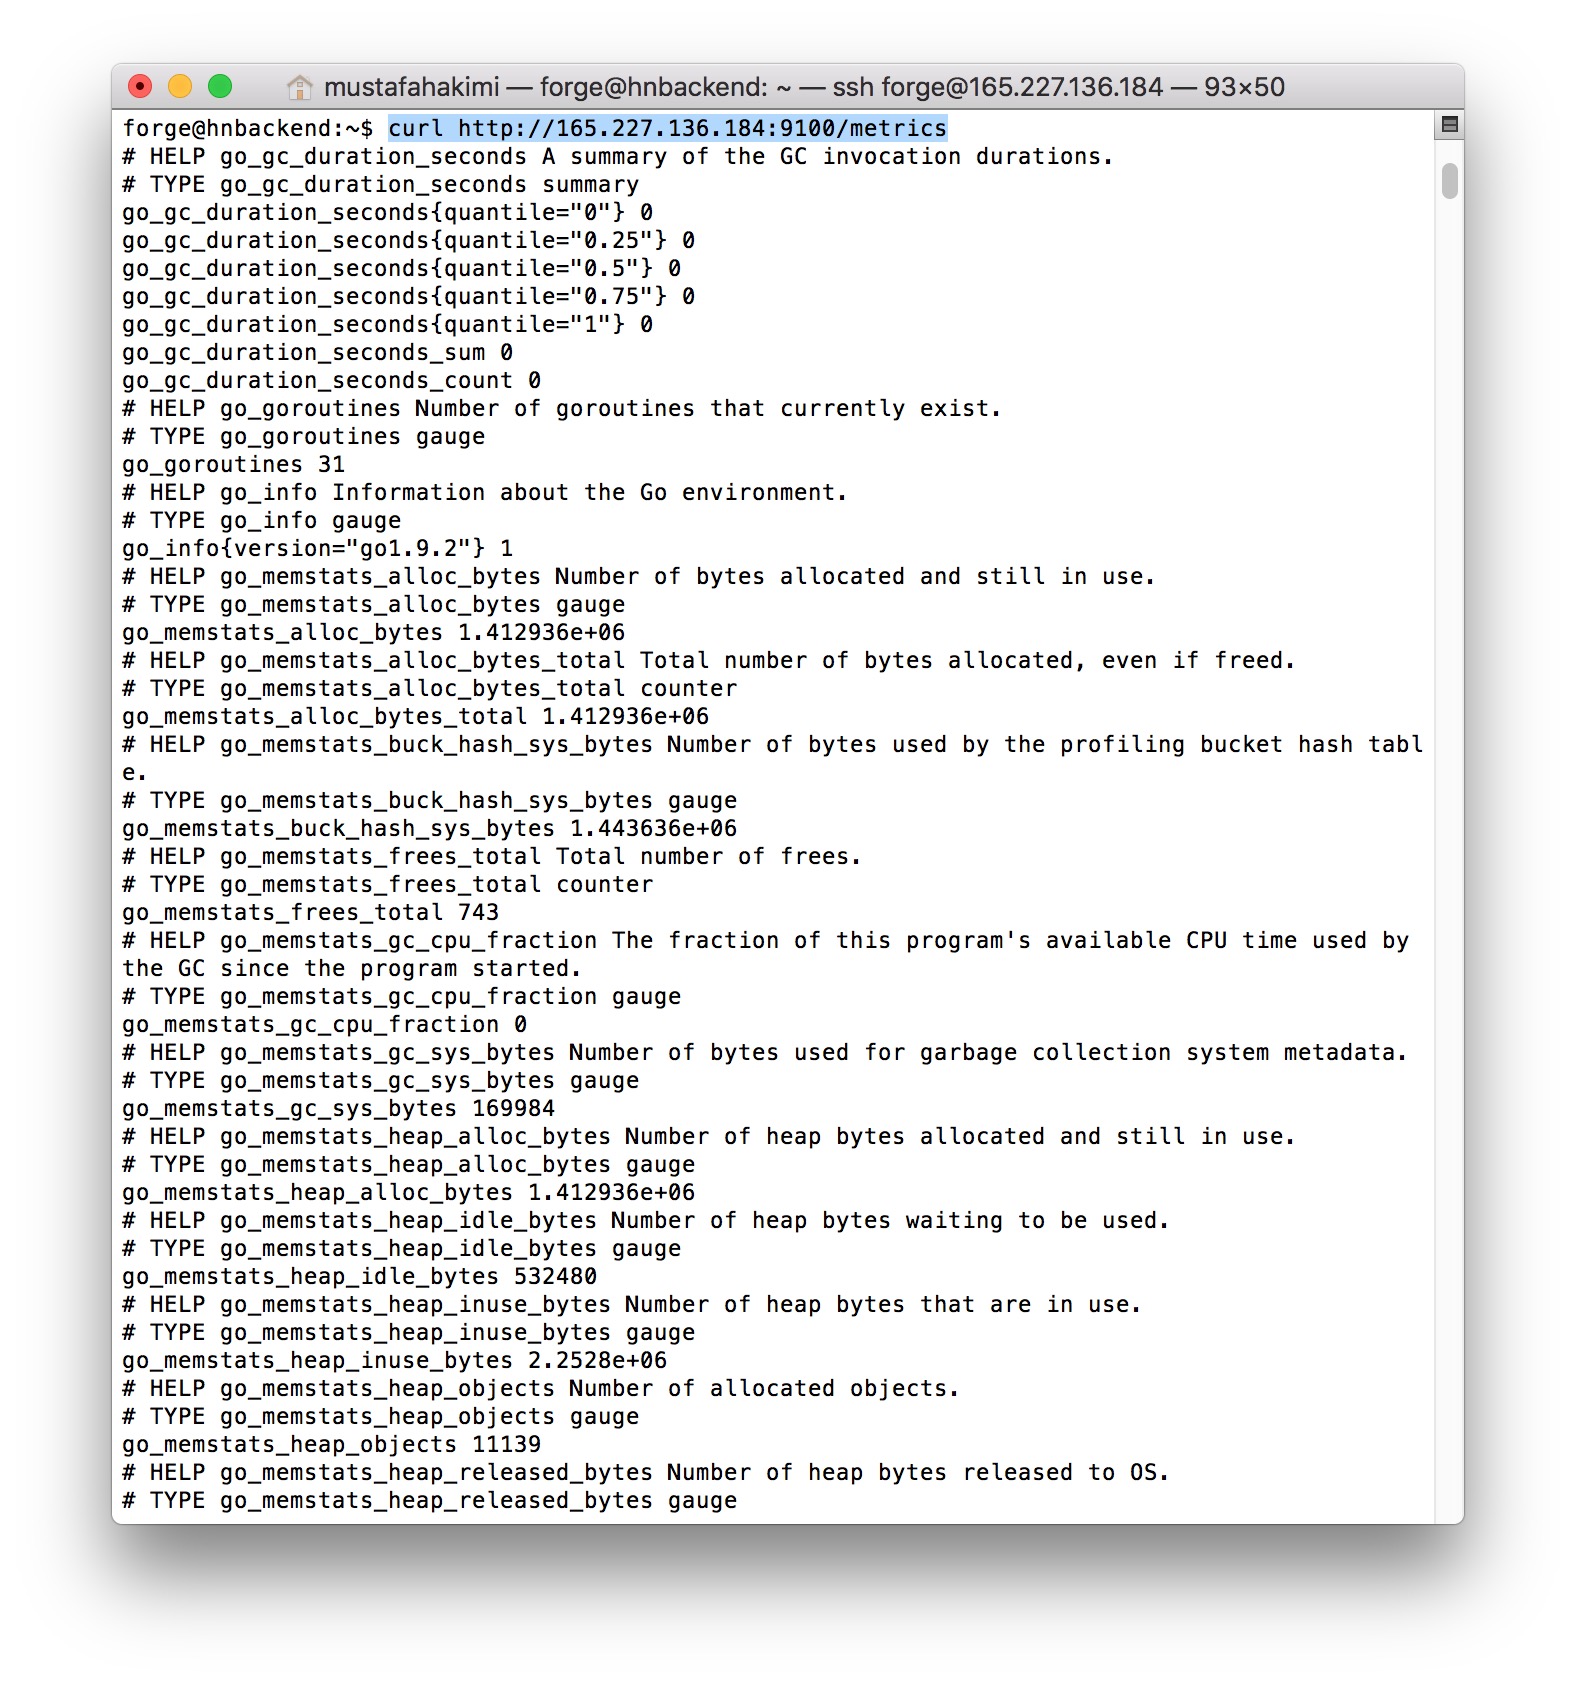 mustafahakimi — forge@hnbackend: ~ — ssh forge@165.227.136.184 — 93×50
forge@hnbackend:~$ curl http://165.227.136.184:9100/metrics
# HELP go_gc_duration_seconds A summary of the GC invocation durations.
# TYPE go_gc_duration_seconds summary
go_gc_duration_seconds{quantile="0"} 0
go_gc_duration_seconds{quantile="0.25"} 0
go_gc_duration_seconds{quantile="0.5"} 0
go_gc_duration_seconds{quantile="0.75"} 0
go_gc_duration_seconds{quantile="1"} 0
go_gc_duration_seconds_sum 0
go_gc_duration_seconds_count 0
# HELP go_goroutines Number of goroutines that currently exist.
# TYPE go_goroutines gauge
go_goroutines 31
# HELP go_info Information about the Go environment.
# TYPE go_info gauge
go_info{version="go1.9.2"} 1
# HELP go_memstats_alloc_bytes Number of bytes allocated and still in use.
# TYPE go_memstats_alloc_bytes gauge
go_memstats_alloc_bytes 1.412936e+06
# HELP go_memstats_alloc_bytes_total Total number of bytes allocated, even if freed.
# TYPE go_memstats_alloc_bytes_total counter
go_memstats_alloc_bytes_total 1.412936e+06
# HELP go_memstats_buck_hash_sys_bytes Number of bytes used by the profiling bucket hash tabl
e.
# TYPE go_memstats_buck_hash_sys_bytes gauge
go_memstats_buck_hash_sys_bytes 1.443636e+06
# HELP go_memstats_frees_total Total number of frees.
# TYPE go_memstats_frees_total counter
go_memstats_frees_total 743
# HELP go_memstats_gc_cpu_fraction The fraction of this program's available CPU time used by
the GC since the program started.
# TYPE go_memstats_gc_cpu_fraction gauge
go_memstats_gc_cpu_fraction 0
# HELP go_memstats_gc_sys_bytes Number of bytes used for garbage collection system metadata.
# TYPE go_memstats_gc_sys_bytes gauge
go_memstats_gc_sys_bytes 169984
# HELP go_memstats_heap_alloc_bytes Number of heap bytes allocated and still in use.
# TYPE go_memstats_heap_alloc_bytes gauge
go_memstats_heap_alloc_bytes 1.412936e+06
# HELP go_memstats_heap_idle_bytes Number of heap bytes waiting to be used.
# TYPE go_memstats_heap_idle_bytes gauge
go_memstats_heap_idle_bytes 532480
# HELP go_memstats_heap_inuse_bytes Number of heap bytes that are in use.
# TYPE go_memstats_heap_inuse_bytes gauge
go_memstats_heap_inuse_bytes 2.2528e+06
# HELP go_memstats_heap_objects Number of allocated objects.
# TYPE go_memstats_heap_objects gauge
go_memstats_heap_objects 11139
# HELP go_memstats_heap_released_bytes Number of heap bytes released to OS.
# TYPE go_memstats_heap_released_bytes gauge